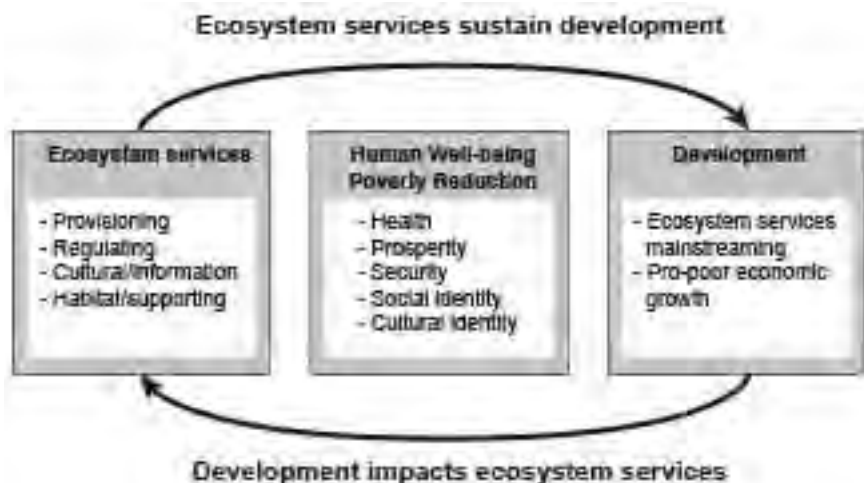 Ecosystem services sustain development
Ecosystem services
- Provisioning
- Regulating
- Cultural/information
- Habitat/supporting
Human Well-being
Poverty Reduction
- Health
- Prosperity
- Security
- Social identity
- Cultural identity
Development
- Ecosystem services
mainstreaming
- Pro-poor economic
growth
Development impacts ecosystem services